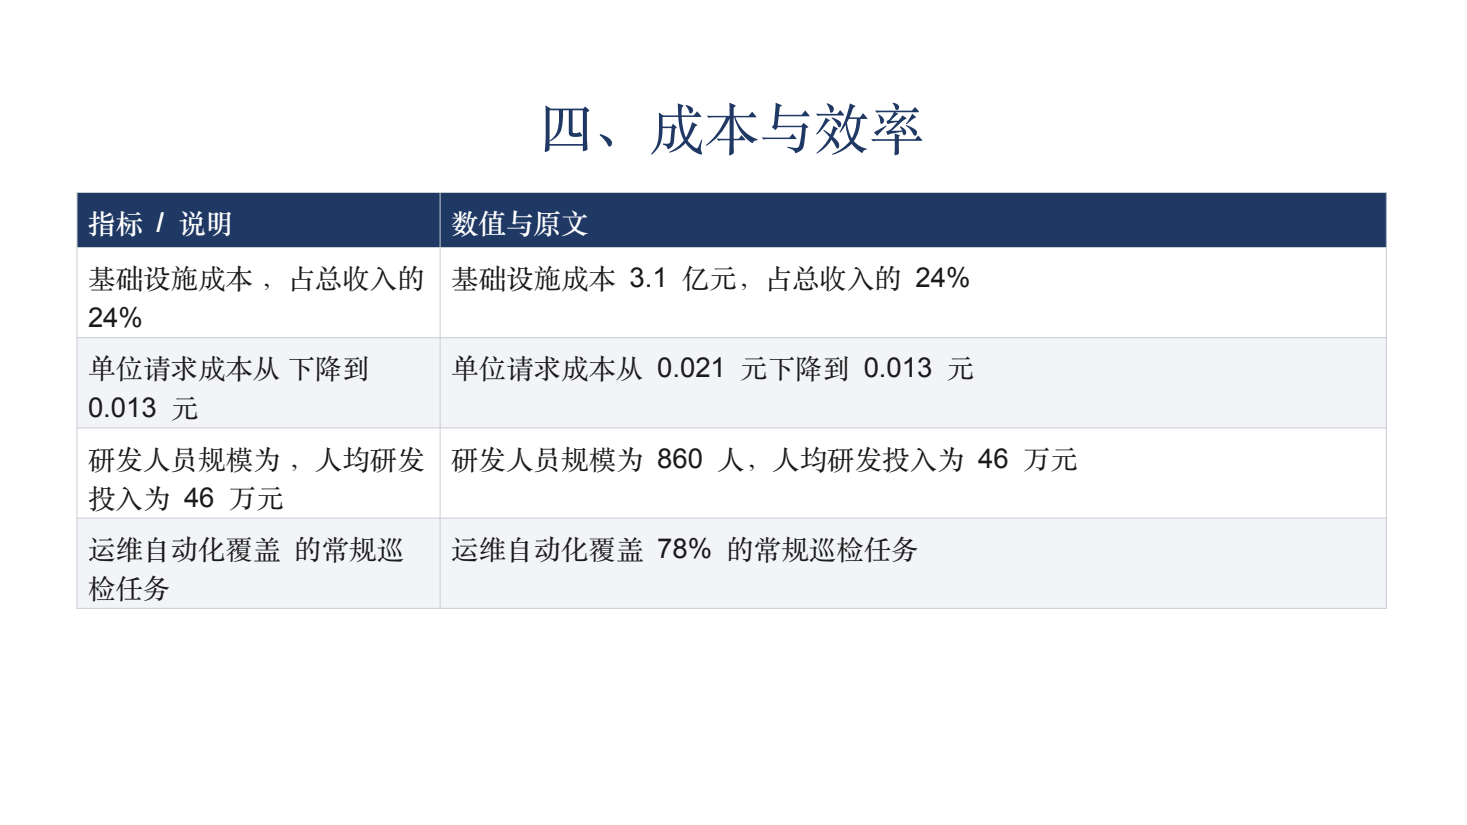 四、成本与效率
指标 / 说明
数值与原文
基础设施成本 ，占总收入的
24%
基础设施成本 3.1 亿元，占总收入的 24%
单位请求成本从 下降到
0.013 元
单位请求成本从 0.021 元下降到 0.013 元
研发人员规模为 ，人均研发
投入为 46 万元
研发人员规模为 860 人，人均研发投入为 46 万元
运维自动化覆盖 的常规巡
检任务
运维自动化覆盖 78% 的常规巡检任务